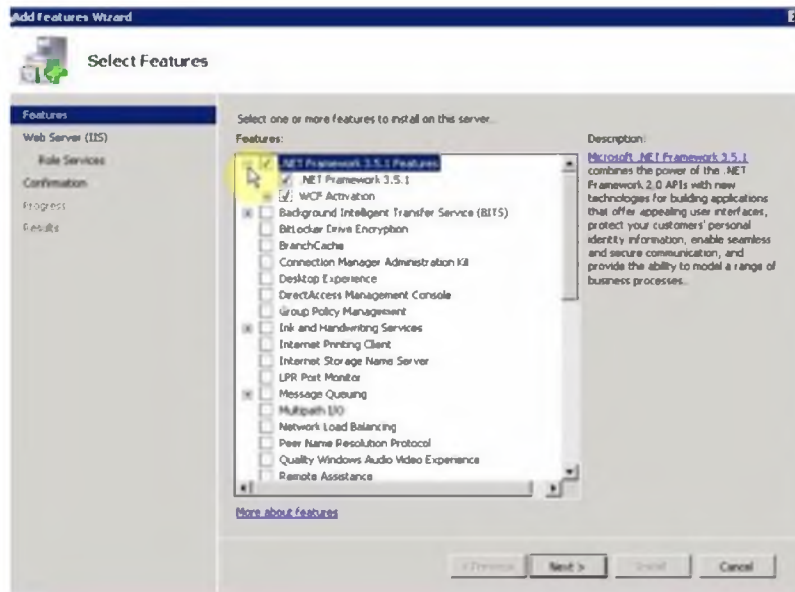 Add Features Wizard
Select Features
Features
Web Server (IIS)
Role Services
Confirmation
Progress
Results
Select one or more features to install on this server.
Features:
.NET Framework 3.5.1 Features
.NET Framework 3.5.1
WCF Activation
Background Intelligent Transfer Service (BITS)
BitLocker Drive Encryption
BranchCache
Connection Manager Administration Kit
Desktop Experience
DirectAccess Management Console
Group Policy Management
Ink and Handwriting Services
Internet Printing Client
Internet Storage Name Server
LPR Port Monitor
Message Queuing
Multipath I/O
Network Load Balancing
Peer Name Resolution Protocol
Quality Windows Audio Video Experience
Remote Assistance
More about features
Description:
Microsoft .NET Framework 3.5.1
combines the power of the .NET
Framework 2.0 APIs with new
technologies for building applications
that offer appealing user interfaces,
protect your customers' personal
identity information, enable seamless
and secure communication, and
provide the ability to model a range of
business processes.
< Previous
Next >
Install
Cancel